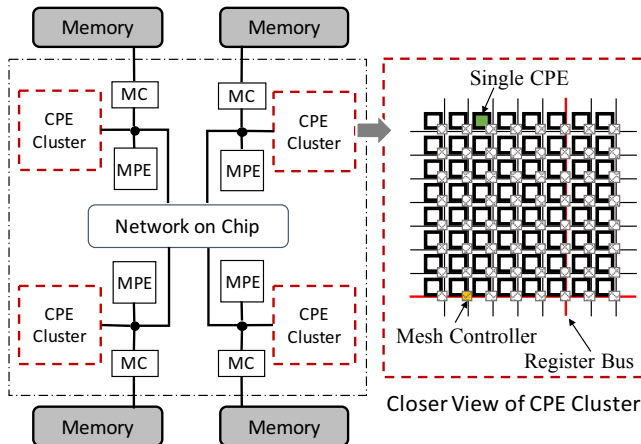 Memory
Memory
MC
MC
CPE
Cluster
CPE
Cluster
MPE
MPE
Network on Chip
MPE
MPE
CPE
Cluster
CPE
Cluster
MC
MC
Memory
Memory
Single CPE
Mesh Controller
Register Bus
Closer View of CPE Cluster